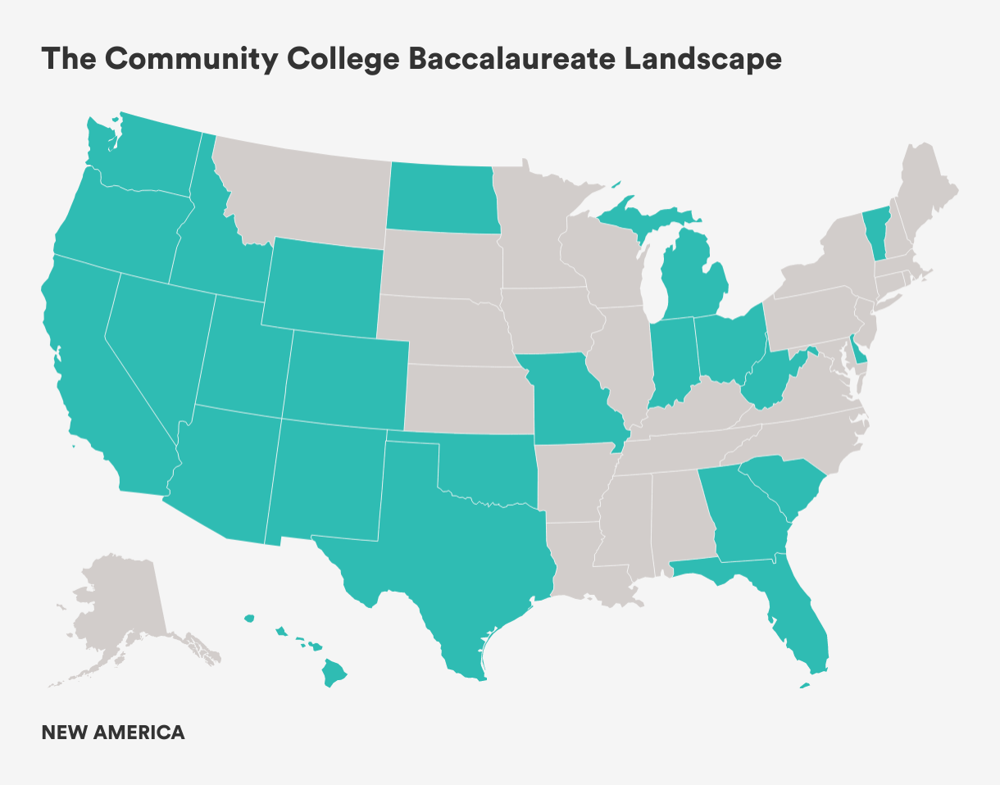 The Community College Baccalaureate Landscape
NEW AMERICA